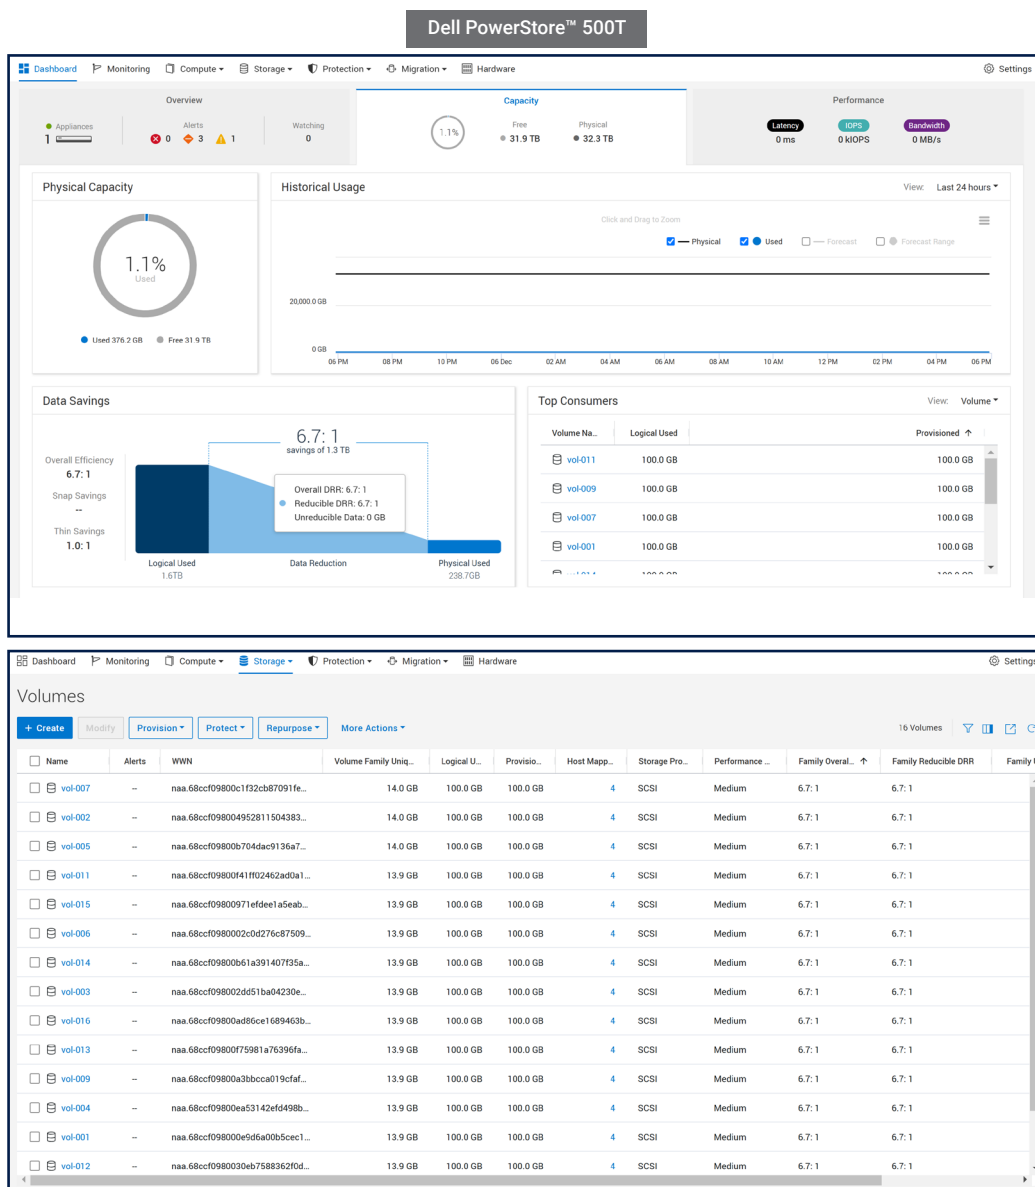 Dell PowerStore™ 500T
Dashboard Monitoring Compute Storage Protection Migration Hardware Settings
Overview Capacity Performance
Appliances Alerts Watching Free Physical Latency IOPS Bandwidth
1 0 3 1 0 1.1% 31.9 TB 32.3 TB 0 ms 0 kIOPS 0 MB/s
Physical Capacity
1.1%
Used
Used 376.2 GB Free 31.9 TB
Historical Usage View: Last 24 hours
Click and Drag to Zoom
Physical Used Forecast Forecast Range
20,000.0 GB
0 GB
06 PM 08 PM 10 PM 06 Dec 02 AM 04 AM 06 AM 08 AM 10 AM 12 PM 02 PM 04 PM 06 PM
Data Savings
6.7: 1
savings of 1.3 TB
Overall Efficiency
6.7: 1
Snap Savings
--
Thin Savings
1.0: 1
Overall DRR: 6.7: 1
Reducible DRR: 6.7: 1
Unreducible Data: 0 GB
Logical Used Data Reduction Physical Used
1.6TB 238.7GB
Top Consumers View: Volume
Volume Na... Logical Used Provisioned
vol-011 100.0 GB 100.0 GB
vol-009 100.0 GB 100.0 GB
vol-007 100.0 GB 100.0 GB
vol-001 100.0 GB 100.0 GB
Dashboard Monitoring Compute Storage Protection Migration Hardware Settings
Volumes
+ Create Modify Provision Protect Repurpose More Actions 16 Volumes
Name Alerts WWN Volume Family Uniq... Logical U... Provisio... Host Mapp... Storage Pro... Performance ... Family Overal... Family Reducible DRR Family
vol-007 -- naa.68ccf09800c1f32cb87091fe... 14.0 GB 100.0 GB 100.0 GB 4 SCSI Medium 6.7: 1 6.7: 1
vol-002 -- naa.68ccf098004952811504383... 14.0 GB 100.0 GB 100.0 GB 4 SCSI Medium 6.7: 1 6.7: 1
vol-005 -- naa.68ccf09800b704dac9136a7... 14.0 GB 100.0 GB 100.0 GB 4 SCSI Medium 6.7: 1 6.7: 1
vol-011 -- naa.68ccf09800f41ff02462ad0a1... 13.9 GB 100.0 GB 100.0 GB 4 SCSI Medium 6.7: 1 6.7: 1
vol-015 -- naa.68ccf09800971efdee1a5eab... 13.9 GB 100.0 GB 100.0 GB 4 SCSI Medium 6.7: 1 6.7: 1
vol-006 -- naa.68ccf0980002c0d276c87509... 13.9 GB 100.0 GB 100.0 GB 4 SCSI Medium 6.7: 1 6.7: 1
vol-014 -- naa.68ccf09800b61a391407f35a... 13.9 GB 100.0 GB 100.0 GB 4 SCSI Medium 6.7: 1 6.7: 1
vol-003 -- naa.68ccf098002dd51ba04230e... 13.9 GB 100.0 GB 100.0 GB 4 SCSI Medium 6.7: 1 6.7: 1
vol-016 -- naa.68ccf09800ad86ce1689463b... 13.9 GB 100.0 GB 100.0 GB 4 SCSI Medium 6.7: 1 6.7: 1
vol-013 -- naa.68ccf09800f75981a76396fa... 13.9 GB 100.0 GB 100.0 GB 4 SCSI Medium 6.7: 1 6.7: 1
vol-009 -- naa.68ccf09800a3bbcca019cfaf... 13.9 GB 100.0 GB 100.0 GB 4 SCSI Medium 6.7: 1 6.7: 1
vol-004 -- naa.68ccf09800ea53142efd498b... 13.9 GB 100.0 GB 100.0 GB 4 SCSI Medium 6.7: 1 6.7: 1
vol-001 -- naa.68ccf098000e9d6a00b5cec1... 13.9 GB 100.0 GB 100.0 GB 4 SCSI Medium 6.7: 1 6.7: 1
vol-012 -- naa.68ccf0980030eb7588362f0d... 13.9 GB 100.0 GB 100.0 GB 4 SCSI Medium 6.7: 1 6.7: 1